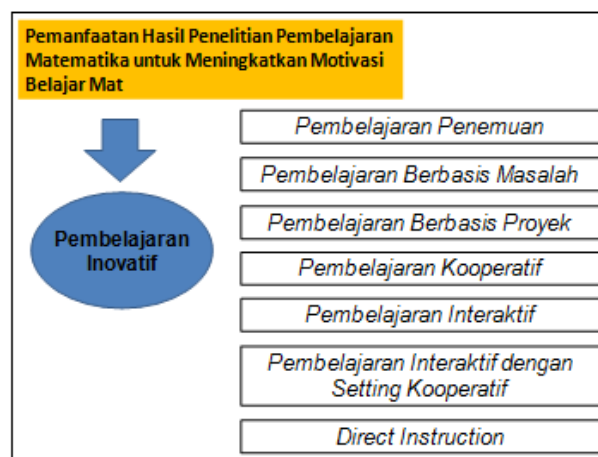 Pemanfaatan Hasil Penelitian Pembelajaran
Matematika untuk Meningkatkan Motivasi
Belajar Mat
Pembelajaran Penemuan
Pembelajaran Berbasis Masalah
Pembelajaran Berbasis Proyek
Pembelajaran
Inovatif
Pembelajaran Kooperatif
Pembelajaran Interaktif
Pembelajaran Interaktif dengan
Setting Kooperatif
Direct Instruction